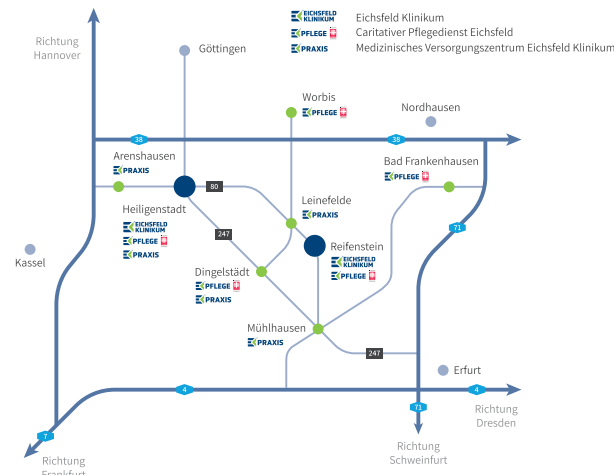 EICHSFELD
KLINIKUM
Eichsfeld Klinikum
PFLEGE
Caritativer Pflegedienst Eichsfeld
PRAXIS
Medizinisches Versorgungszentrum Eichsfeld Klinikum
Richtung
Hannover
Göttingen
Worbis
PFLEGE
Nordhausen
38
38
Arenshausen
PRAXIS
Bad Frankenhausen
PFLEGE
80
Heiligenstadt
EICHSFELD
KLINIKUM
PFLEGE
PRAXIS
Leinefelde
PRAXIS
247
71
Kassel
Reifenstein
EICHSFELD
KLINIKUM
PFLEGE
Dingelstädt
PFLEGE
PRAXIS
Mühlhausen
PRAXIS
247
Erfurt
4
4
71
7
Richtung
Dresden
Richtung
Schweinfurt
Richtung
Frankfurt